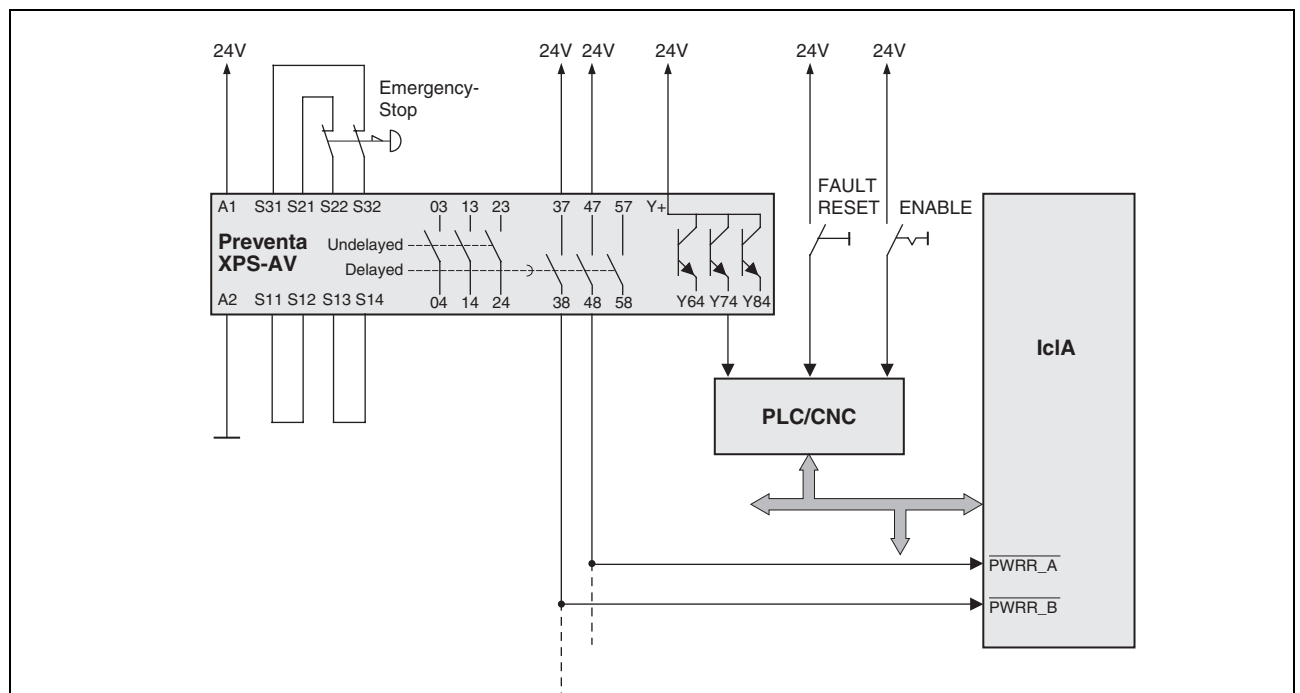 24V 24V 24V 24V 24V 24V
Emergency-
Stop
FAULT
RESET
ENABLE
A1 S31 S21 S22 S32 03 13 23 37 47 57 Y+
Preventa
XPS-AV
Undelayed
Delayed
A2 S11 S12 S13 S14 04 14 24 38 48 58 Y64 Y74 Y84
IclA
PLC/CNC
PWRR_A
PWRR_B